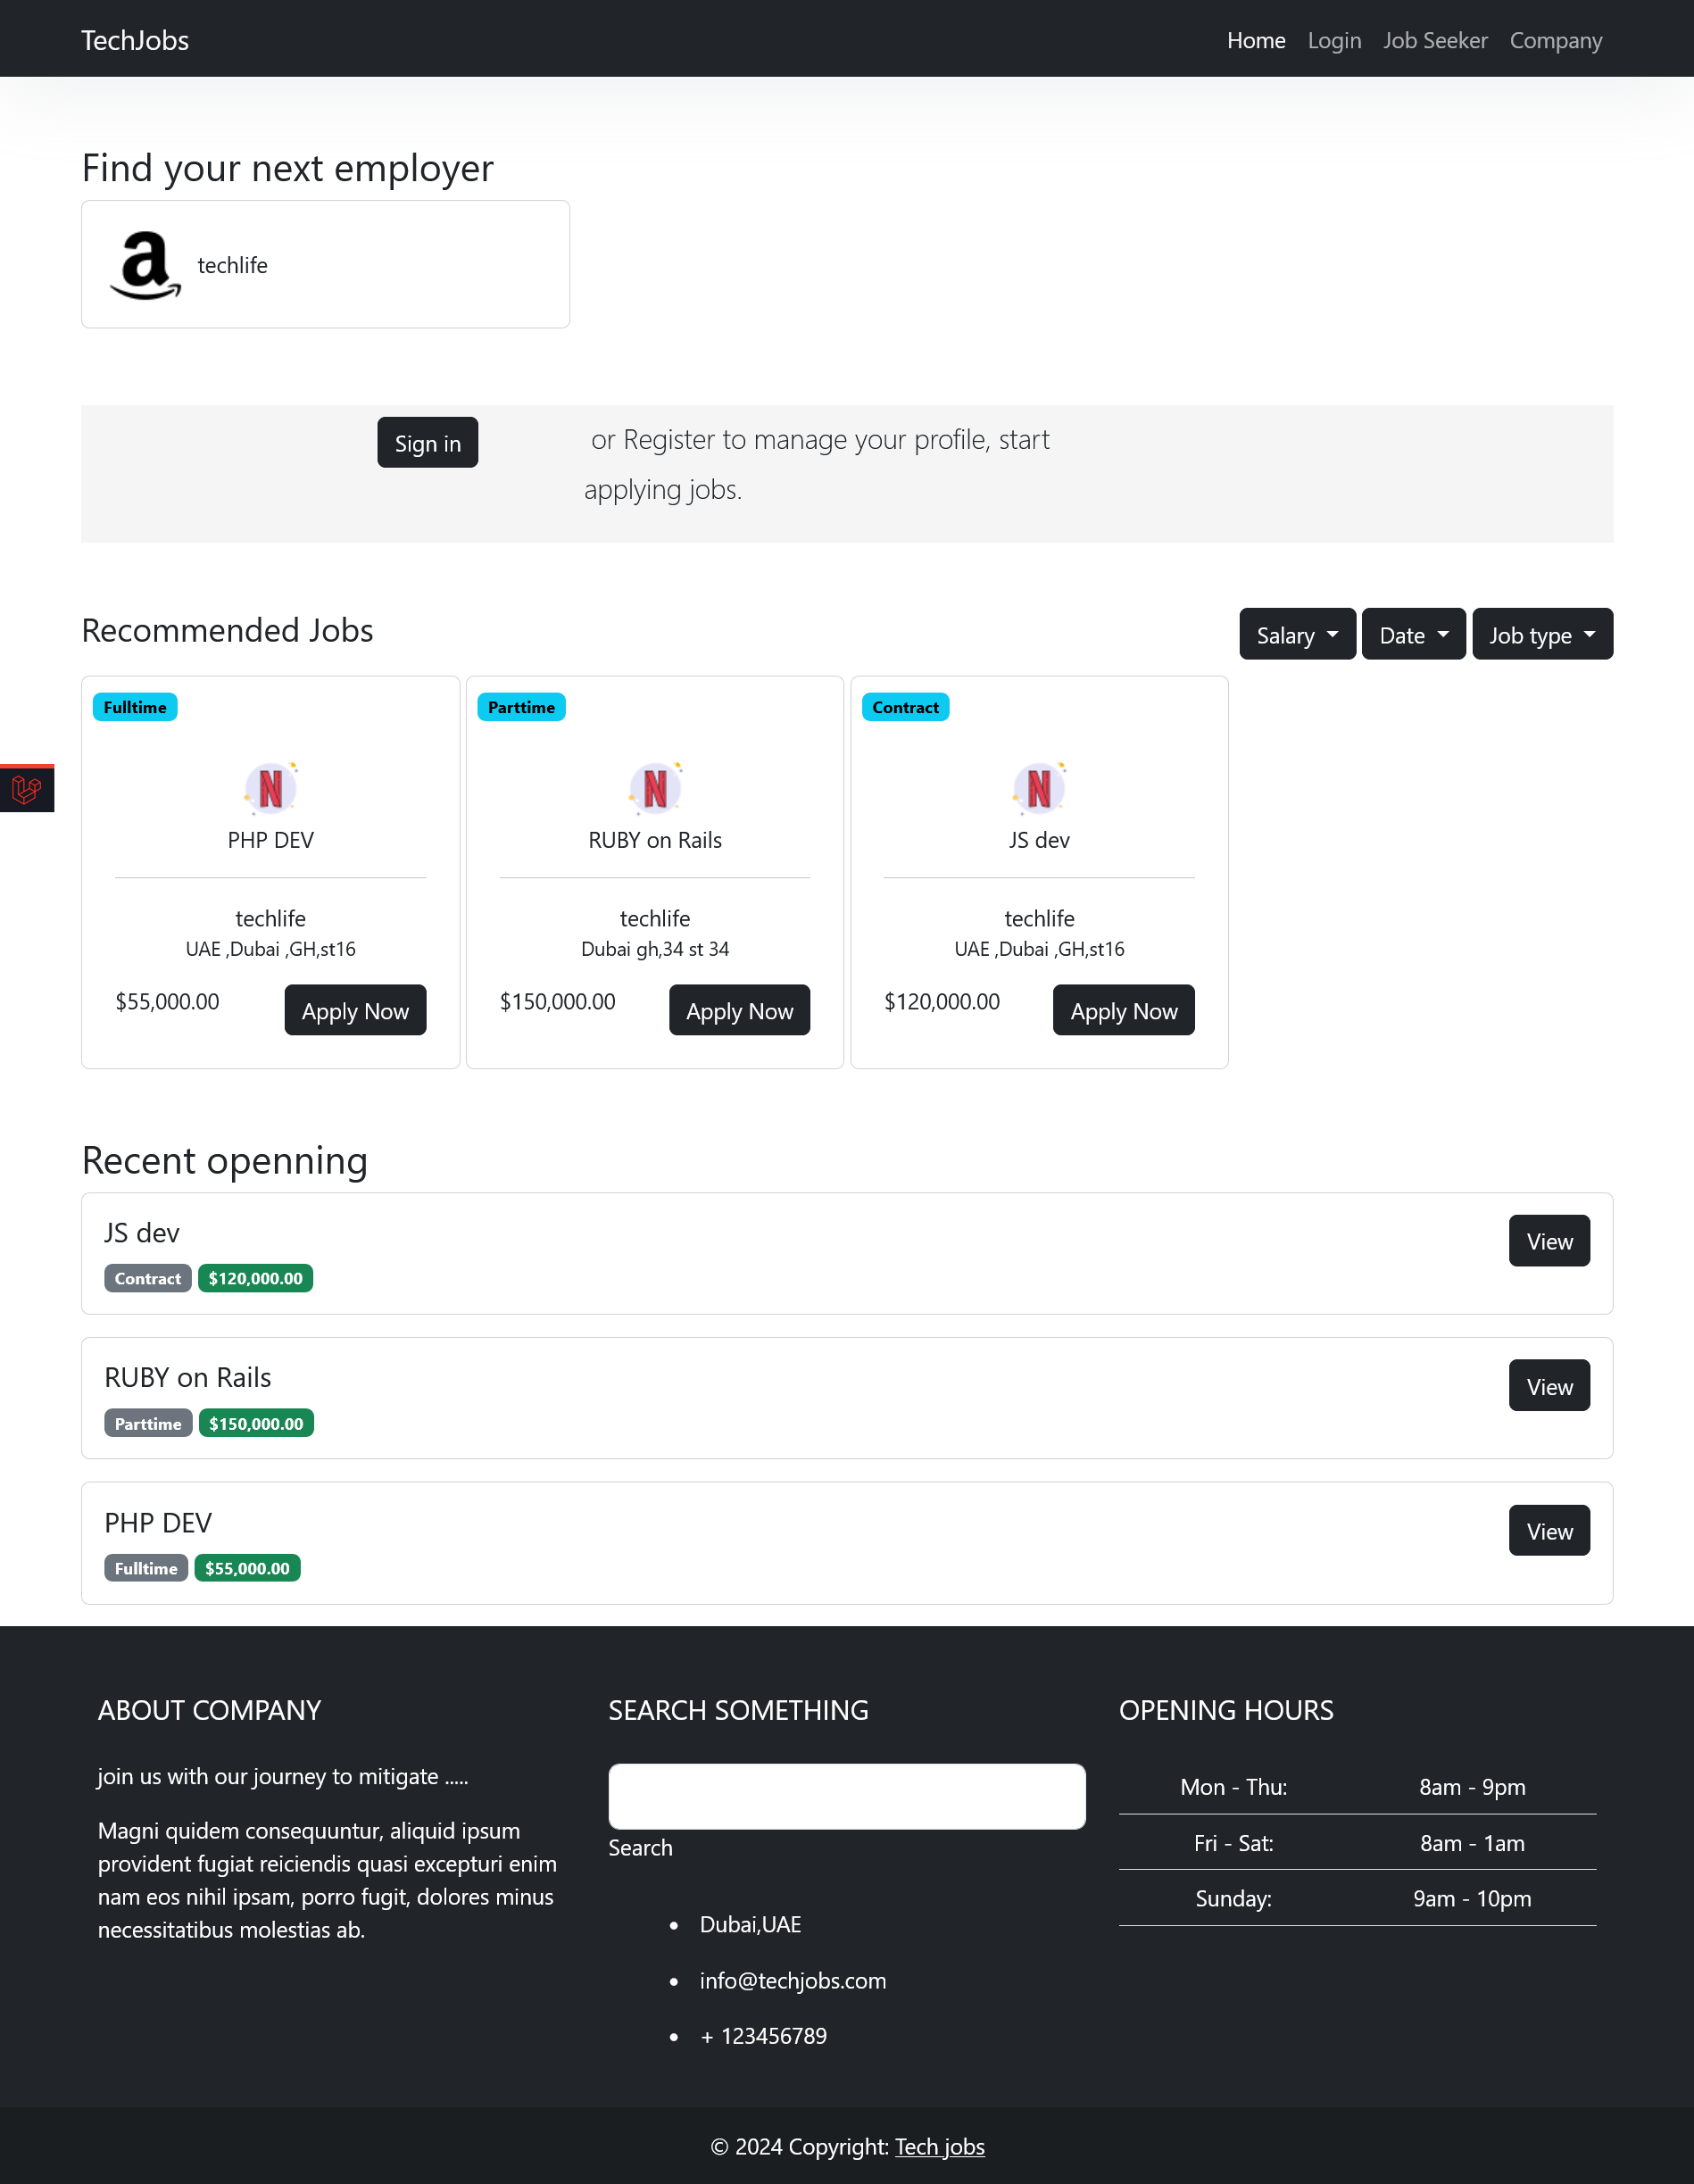 TechJobs
Home Login Job Seeker Company
Find your next employer
a techlife
Sign in or Register to manage your profile, start
applying jobs.
Recommended Jobs
Salary Date Job type
Fulltime
N
PHP DEV
techlife
UAE ,Dubai ,GH,st16
$55,000.00 Apply Now
Parttime
N
RUBY on Rails
techlife
Dubai gh,34 st 34
$150,000.00 Apply Now
Contract
N
JS dev
techlife
UAE ,Dubai ,GH,st16
$120,000.00 Apply Now
Recent openning
JS dev
View
Contract $120,000.00
RUBY on Rails
View
Parttime $150,000.00
PHP DEV
View
Fulltime $55,000.00
ABOUT COMPANY
join us with our journey to mitigate .....
Magni quidem consequuntur, aliquid ipsum
provident fugiat reiciendis quasi excepturi enim
nam eos nihil ipsam, porro fugit, dolores minus
necessitatibus molestias ab.
SEARCH SOMETHING
Search
• Dubai,UAE
• info@techjobs.com
• + 123456789
OPENING HOURS
Mon - Thu: 8am - 9pm
Fri - Sat: 8am - 1am
Sunday: 9am - 10pm
© 2024 Copyright: Tech jobs